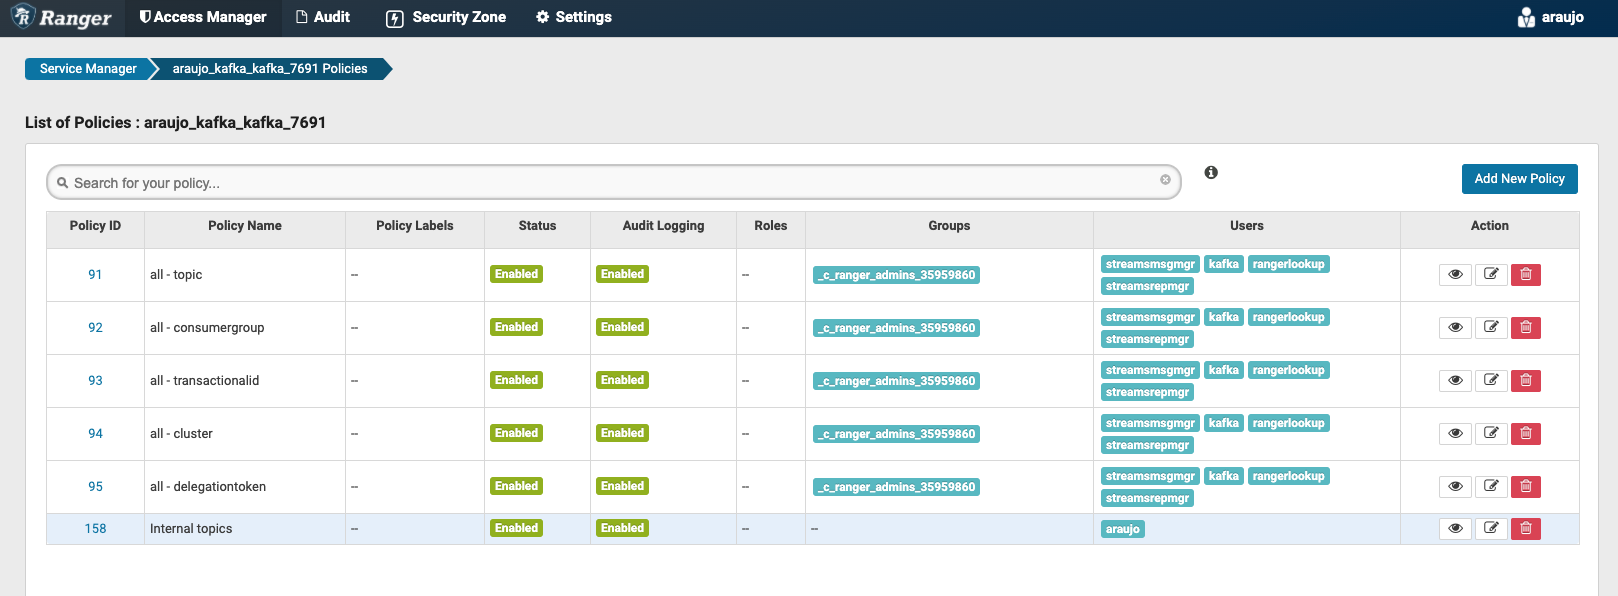 Ranger Access Manager Audit Security Zone Settings araujo
Service Manager araujo_kafka_kafka_7691 Policies
List of Policies : araujo_kafka_kafka_7691
Search for your policy... Add New Policy
Policy ID Policy Name Policy Labels Status Audit Logging Roles Groups Users Action
91 all - topic -- Enabled Enabled -- _c_ranger_admins_35959860 streamsmsgmgr kafka rangerlookup
streamsrepmgr
92 all - consumergroup -- Enabled Enabled -- _c_ranger_admins_35959860 streamsmsgmgr kafka rangerlookup
streamsrepmgr
93 all - transactionalid -- Enabled Enabled -- _c_ranger_admins_35959860 streamsmsgmgr kafka rangerlookup
streamsrepmgr
94 all - cluster -- Enabled Enabled -- _c_ranger_admins_35959860 streamsmsgmgr kafka rangerlookup
streamsrepmgr
95 all - delegationtoken -- Enabled Enabled -- _c_ranger_admins_35959860 streamsmsgmgr kafka rangerlookup
streamsrepmgr
158 Internal topics -- Enabled Enabled -- -- araujo